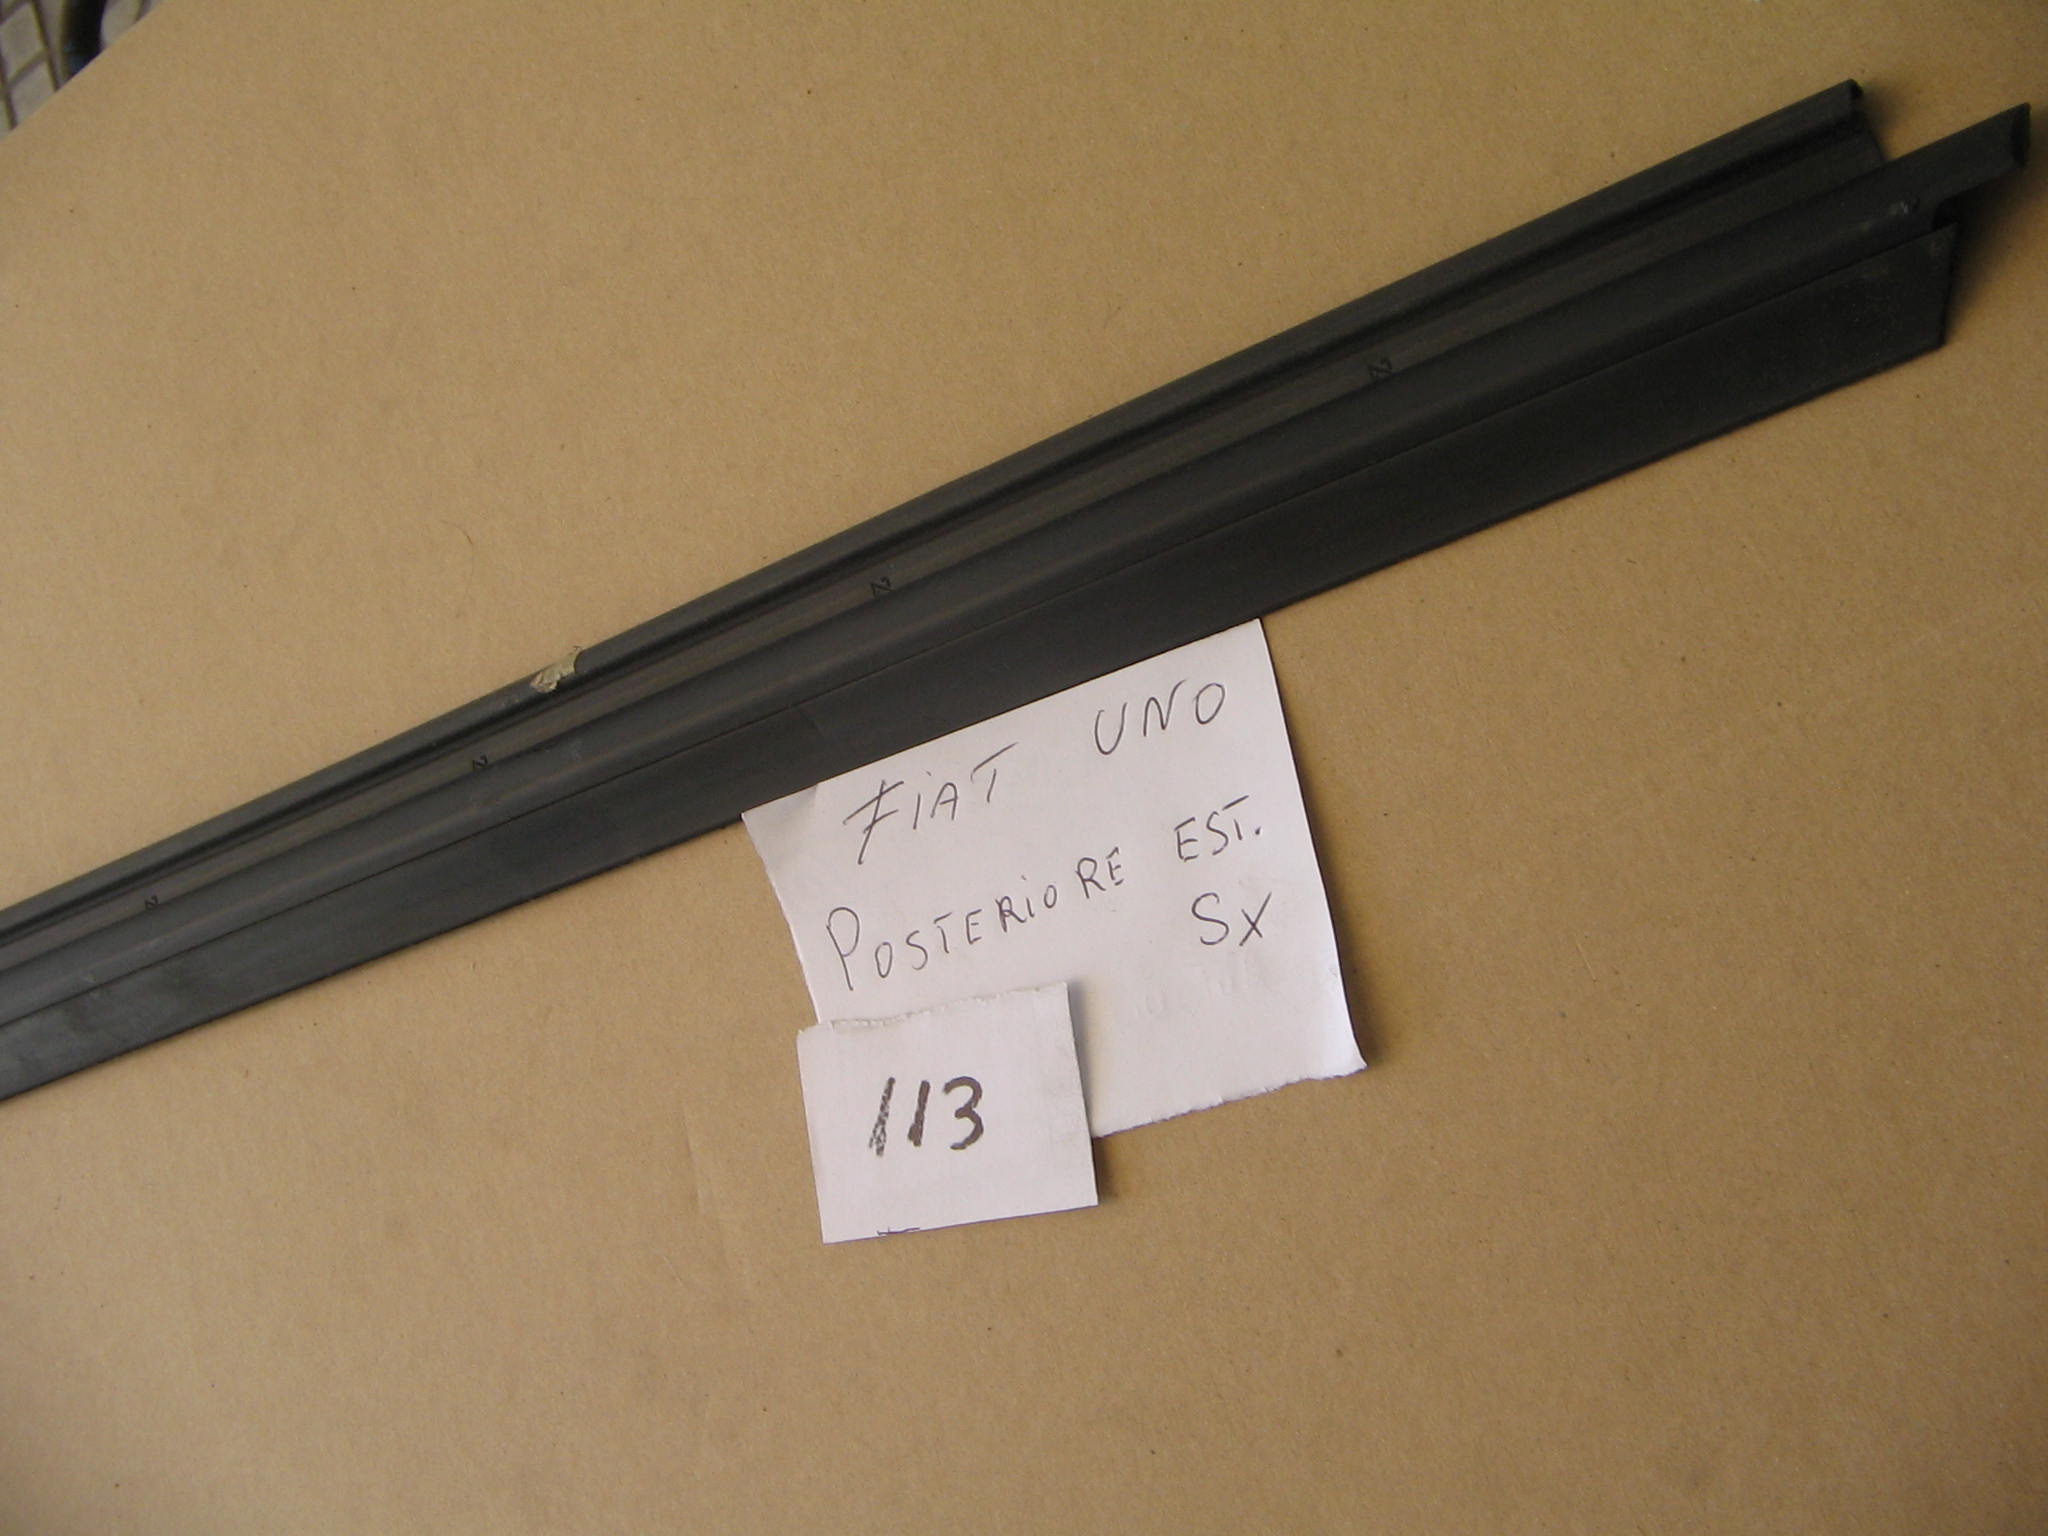 FIAT UNO
POSTERIORE EST.
SX
113